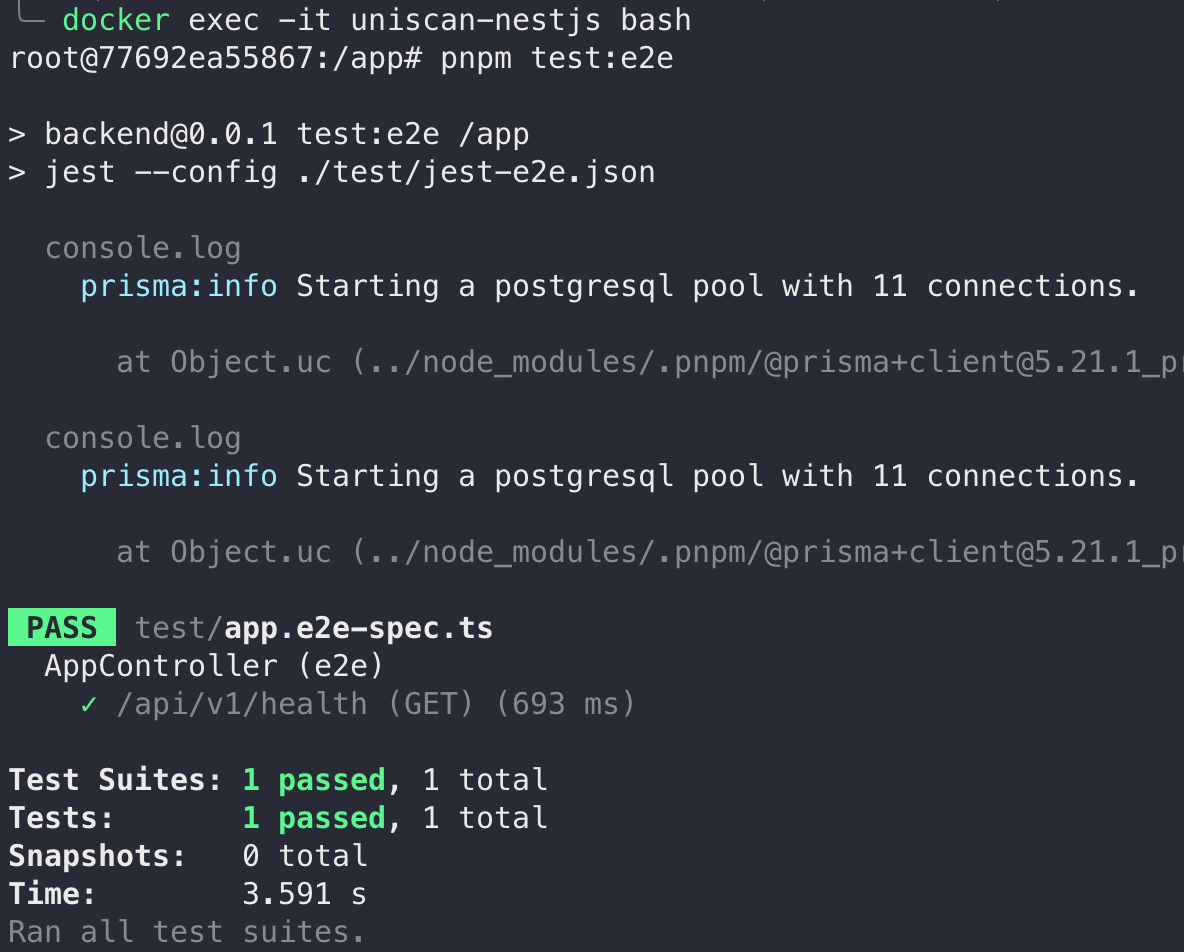 docker exec -it uniscan-nestjs bash
root@77692ea55867:/app# pnpm test:e2e
> backend@0.0.1 test:e2e /app
> jest --config ./test/jest-e2e.json
console.log
prisma:info Starting a postgresql pool with 11 connections.
at Object.uc (../node_modules/.pnpm/@prisma+client@5.21.1_pr
console.log
prisma:info Starting a postgresql pool with 11 connections.
at Object.uc (../node_modules/.pnpm/@prisma+client@5.21.1_pr
PASS test/app.e2e-spec.ts
AppController (e2e)
✓ /api/v1/health (GET) (693 ms)
Test Suites: 1 passed, 1 total
Tests: 1 passed, 1 total
Snapshots: 0 total
Time: 3.591 s
Ran all test suites.